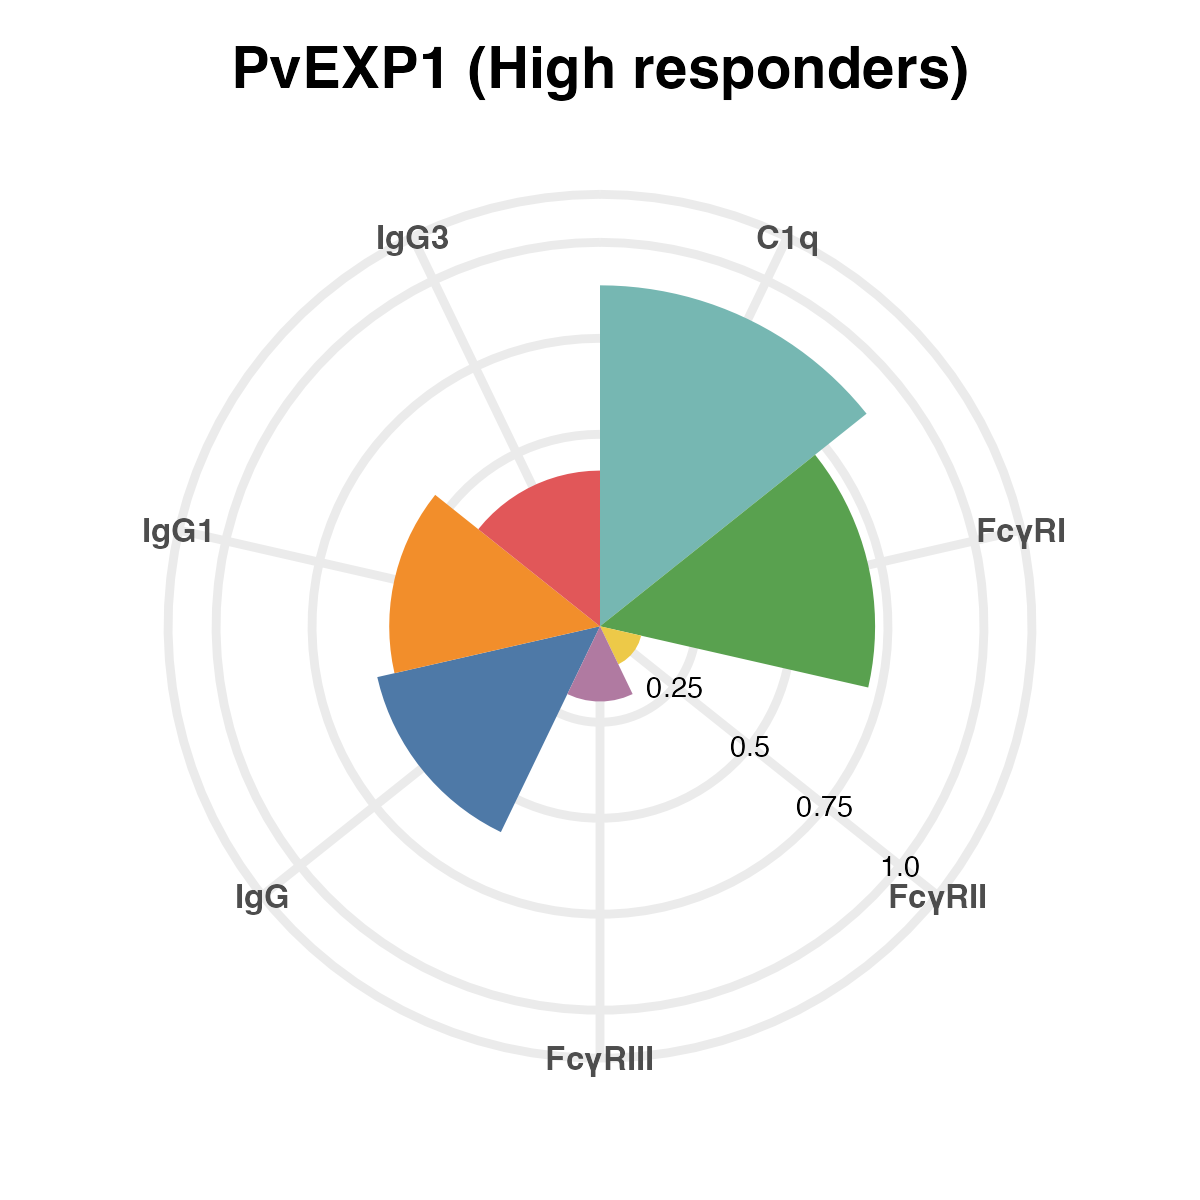 PvEXP1 (High responders)
IgG3
C1q
IgG1
FcγRI
0.25
0.5
0.75
1.0
IgG
FcγRII
FcγRIII